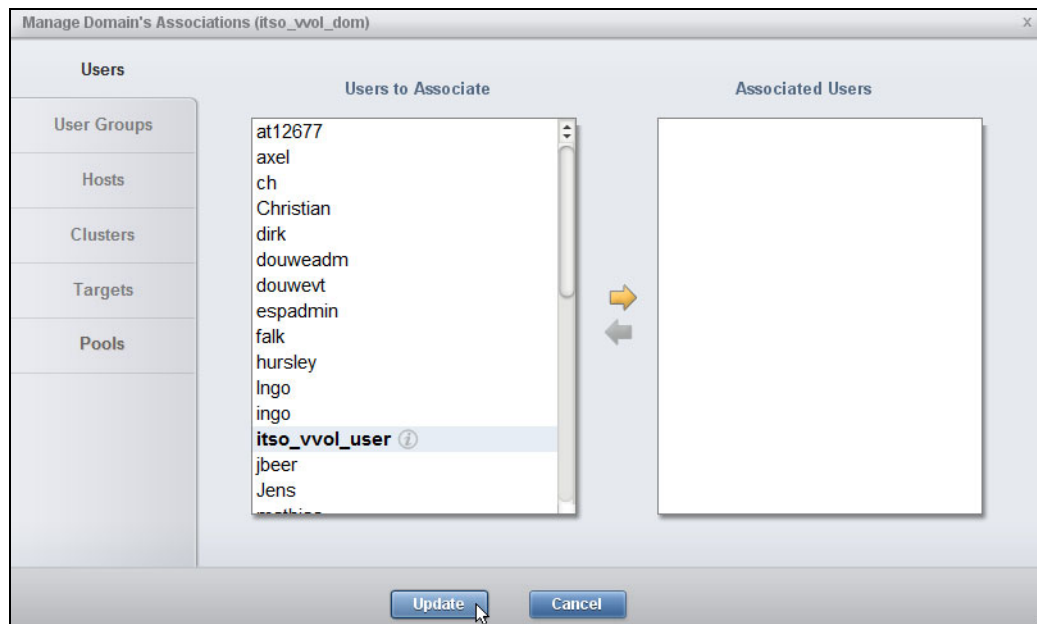 Manage Domain's Associations (itso_vvol_dom)
x
Users
User Groups
Hosts
Clusters
Targets
Pools
Users to Associate
at12677
axel
ch
Christian
dirk
douweadm
douwevt
espadmin
falk
hursley
Ingo
ingo
itso_vvol_user
jbeer
Jens
Associated Users
Update
Cancel